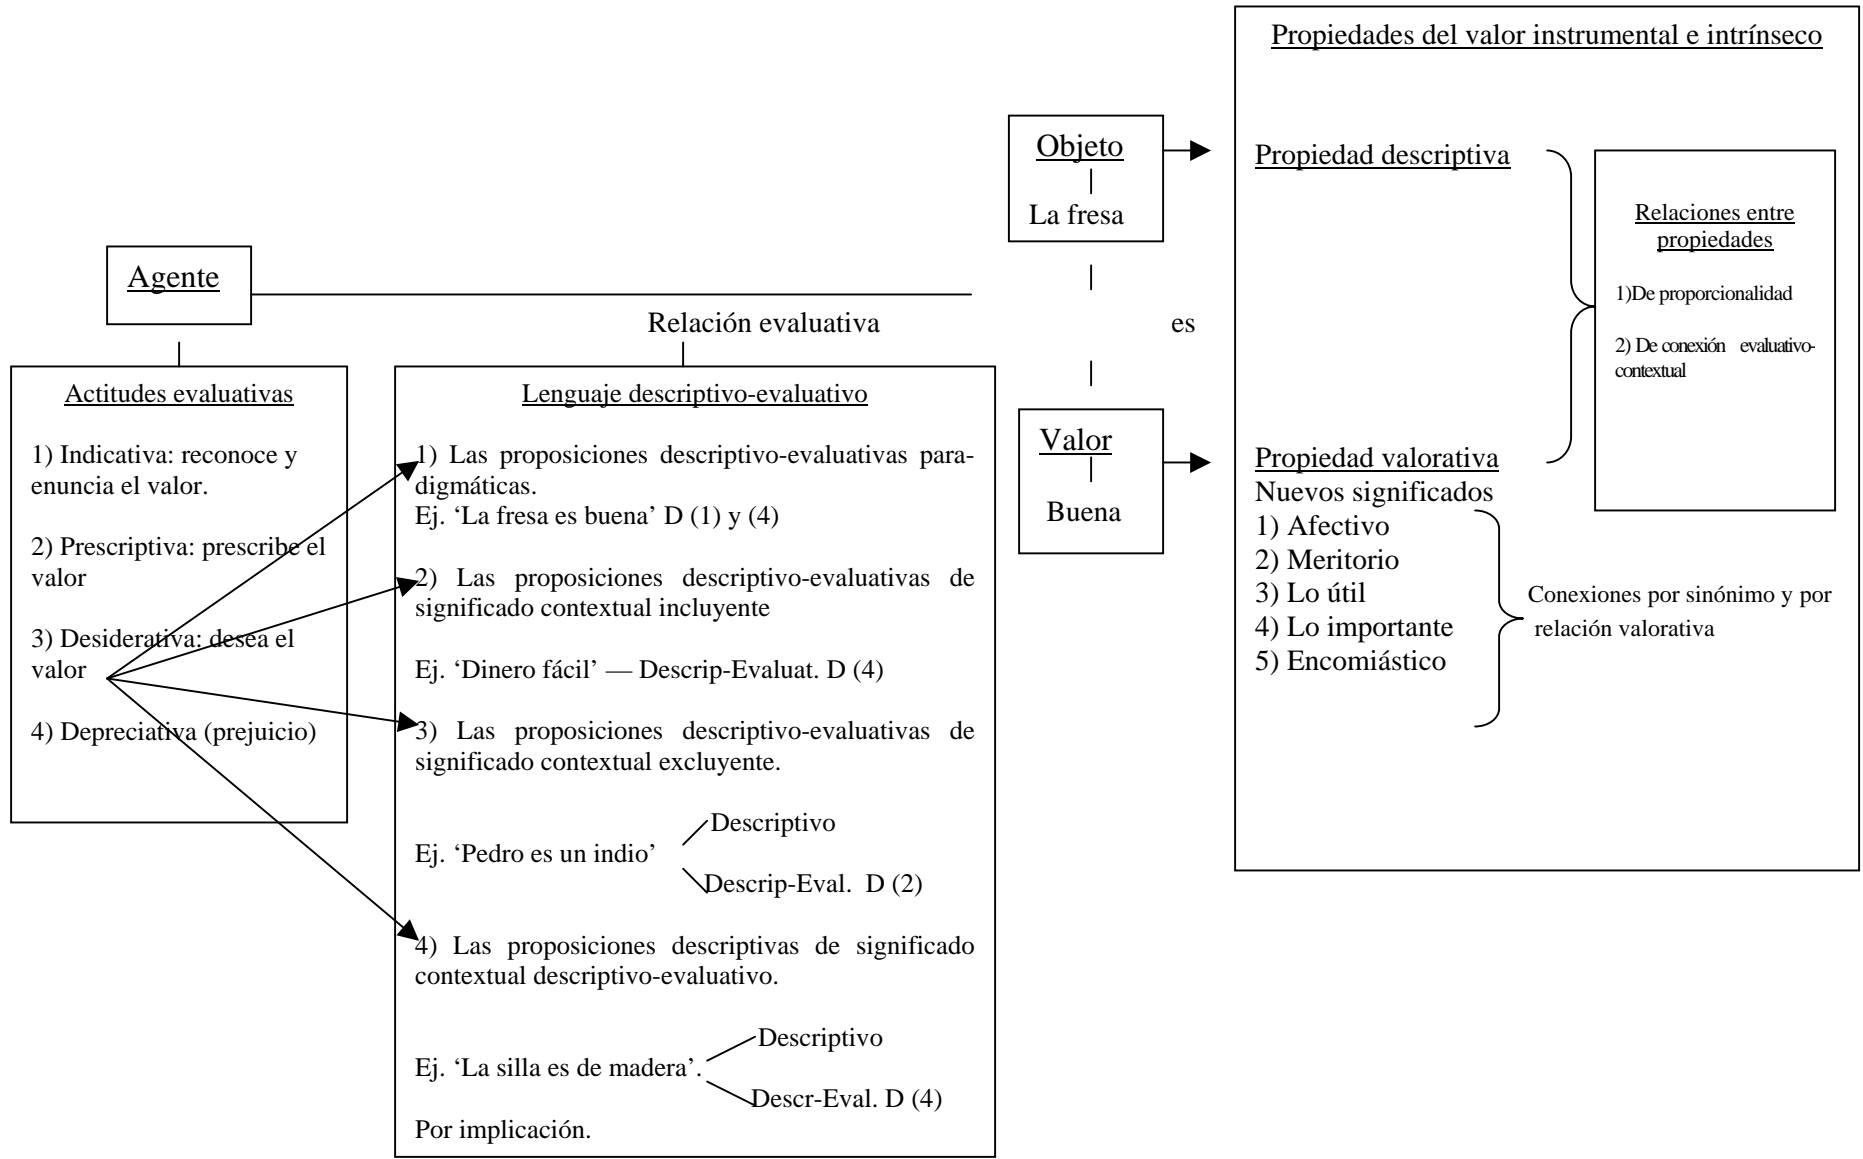 Propiedades del valor instrumental e intrínseco
Objeto
La fresa
Propiedad descriptiva
Relaciones entre
propiedades
1)De proporcionalidad
2) De conexión evaluativo-
contextual
Agente
Relación evaluativa
es
Valor
Buena
Propiedad valorativa
Nuevos significados
1) Afectivo
2) Meritorio
3) Lo útil
4) Lo importante
5) Encomiástico
Conexiones por sinónimo y por
relación valorativa
Actitudes evaluativas
1) Indicativa: reconoce y
enuncia el valor.
2) Prescriptiva: prescribe el
valor
3) Desiderativa: desea el
valor
4) Depreciativa (prejuicio)
Lenguaje descriptivo-evaluativo
1) Las proposiciones descriptivo-evaluativas para-
digmáticas.
Ej. ‘La fresa es buena’ D (1) y (4)
2) Las proposiciones descriptivo-evaluativas de
significado contextual incluyente
Ej. ‘Dinero fácil’ — Descrip-Evaluat. D (4)
3) Las proposiciones descriptivo-evaluativas de
significado contextual excluyente.
Descriptivo
Ej. ‘Pedro es un indio’
Descrip-Eval. D (2)
4) Las proposiciones descriptivas de significado
contextual descriptivo-evaluativo.
Descriptivo
Ej. ‘La silla es de madera’.
Descr-Eval. D (4)
Por implicación.